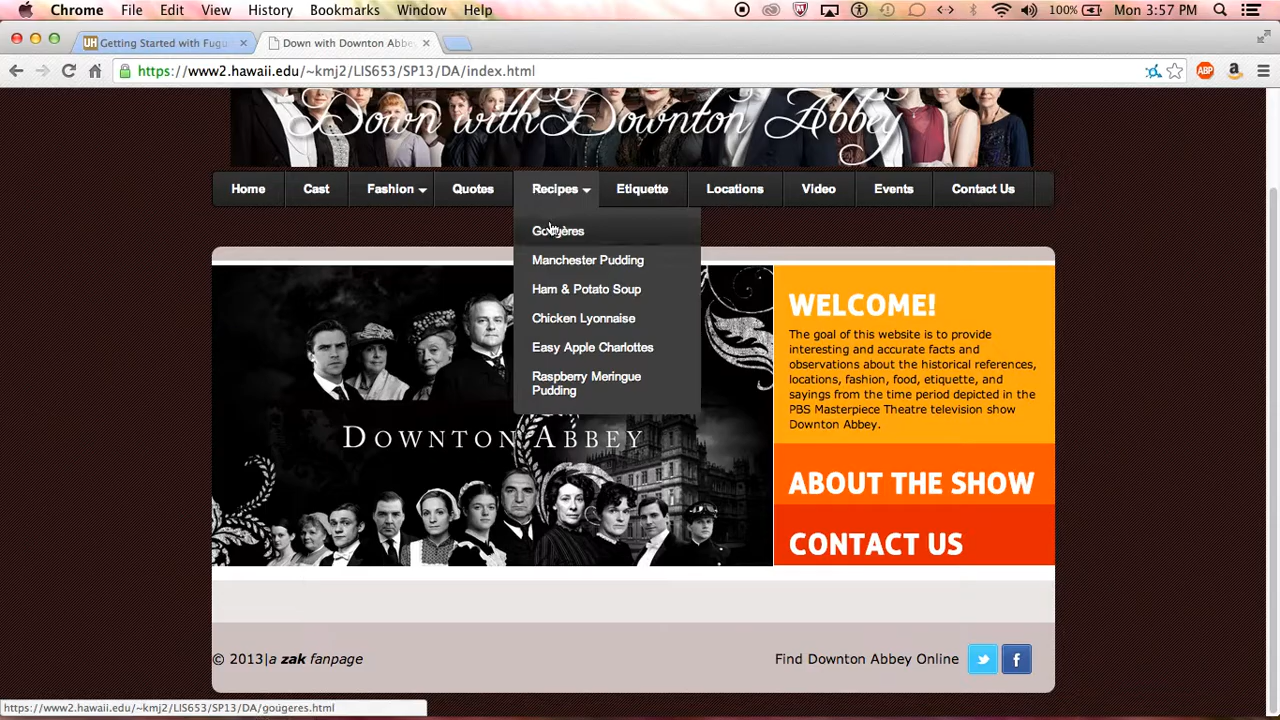 Chrome File Edit View History Bookmarks Window Help 100% Mon 3:57 PM
UH Getting Started with Fugu Down with Downton Abbe
https://www2.hawaii.edu/~kmj2/LIS653/SP13/DA/index.html ABP
Down with Downton Abbey
Home Cast Fashion Quotes Recipes Etiquette Locations Video Events Contact Us
Gougères
Manchester Pudding
Ham & Potato Soup
Chicken Lyonnaise
Easy Apple Charlottes
Raspberry Meringue
Pudding
DOWNTON ABBEY
WELCOME!
The goal of this website is to provide
interesting and accurate facts and
observations about the historical references,
locations, fashion, food, etiquette, and
sayings from the time period depicted in the
PBS Masterpiece Theatre television show
Downton Abbey.
ABOUT THE SHOW
CONTACT US
© 2013|a zak fanpage Find Downton Abbey Online
https://www2.hawaii.edu/~kmj2/LIS653/SP13/DA/gougeres.html